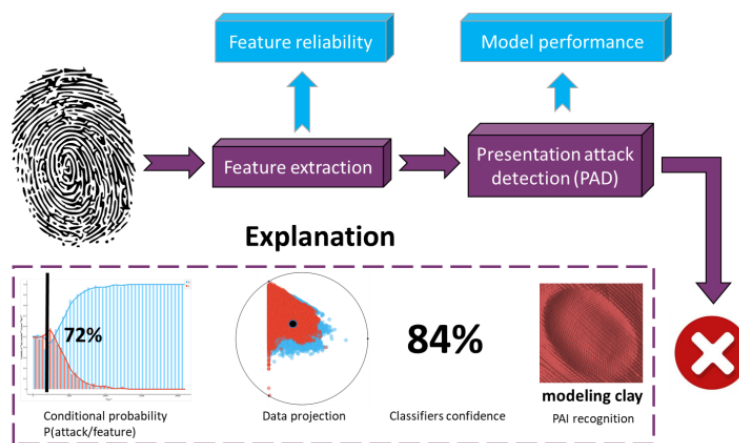 Feature reliability
Model performance
Feature extraction
Presentation attack
detection (PAD)
Explanation
72%
84%
modeling clay
Conditional probability
P(attack/feature)
Data projection
Classifiers confidence
PAI recognition